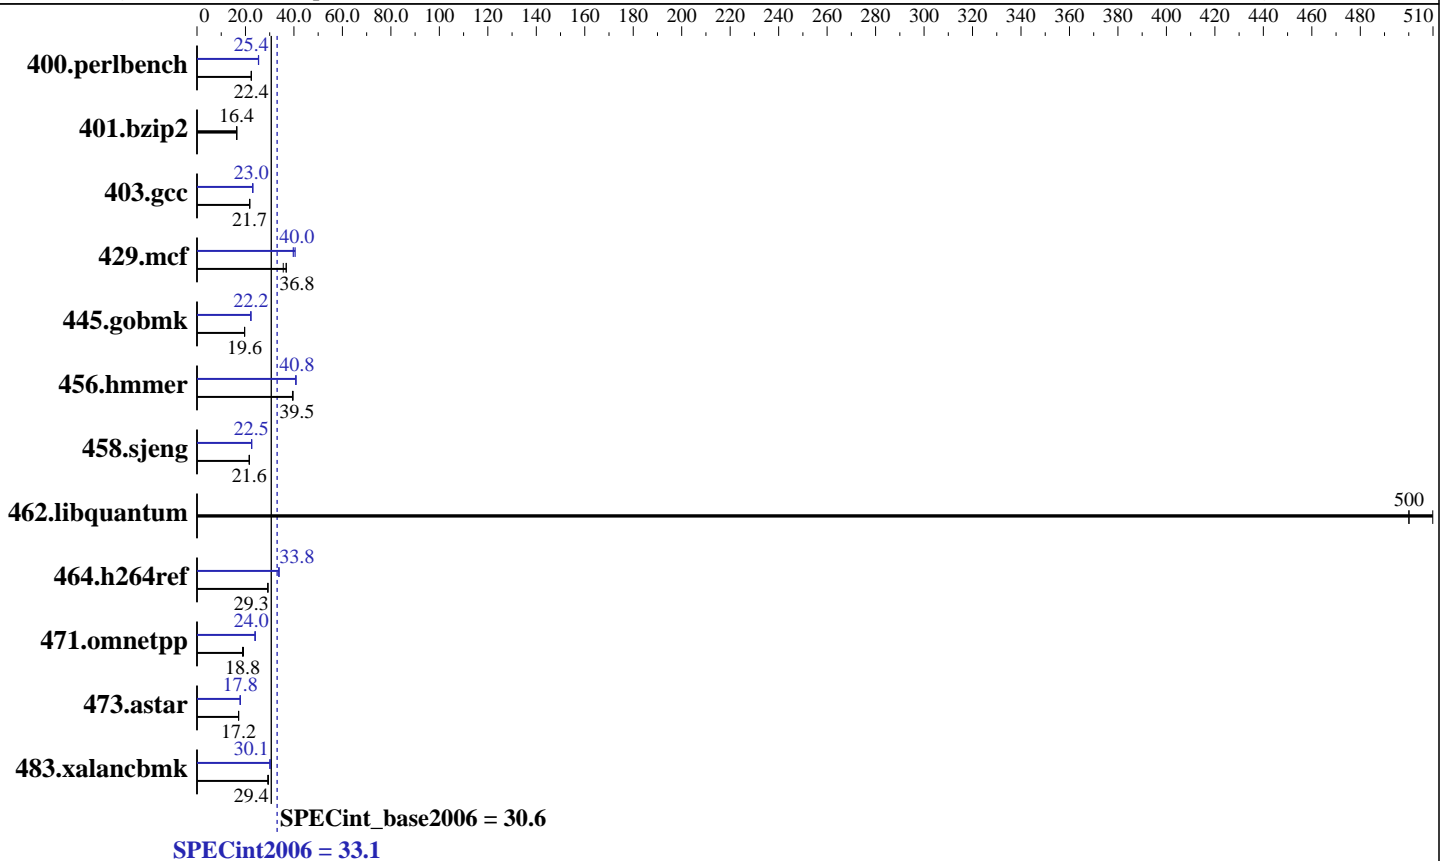 0 20.0 40.0 60.0 80.0 100 120 140 160 180 200 220 240 260 280 300 320 340 360 380 400 420 440 460 480 510
25.4
400.perlbench
22.4
16.4
401.bzip2
23.0
403.gcc
21.7
40.0
429.mcf
36.8
22.2
445.gobmk
19.6
40.8
456.hmmer
39.5
22.5
458.sjeng
21.6
500
462.libquantum
33.8
464.h264ref
29.3
24.0
471.omnetpp
18.8
17.8
473.astar
17.2
30.1
483.xalancbmk
29.4
SPECint_base2006 = 30.6
SPECint2006 = 33.1